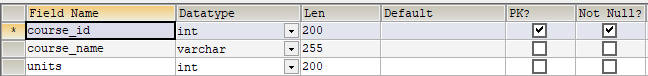 Field Name Datatype Len Default PK? Not Null?
* course_id int 200
course_name varchar 255
units int 200